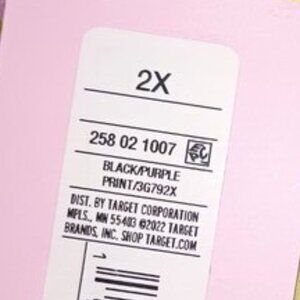 2X
258 02 1007
BLACK/PURPLE
PRINT/3G792X
DIST. BY TARGET CORPORATION
MPLS., MN 55403 ©2022 TARGET
BRANDS, INC. SHOP TARGET.COM